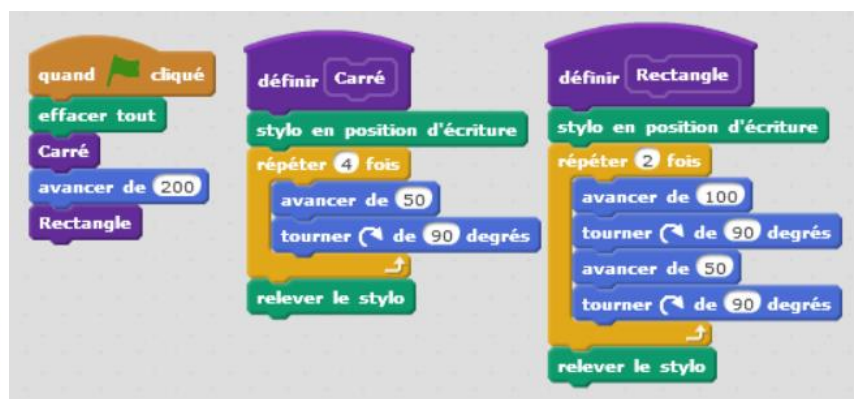 quand cliqué
effacer tout
Carré
avancer de 200
Rectangle
définir Carré
stylo en position d'écriture
répéter 4 fois
avancer de 50
tourner de 90 degrés
relever le stylo
définir Rectangle
stylo en position d'écriture
répéter 2 fois
avancer de 100
tourner de 90 degrés
avancer de 50
tourner de 90 degrés
relever le stylo